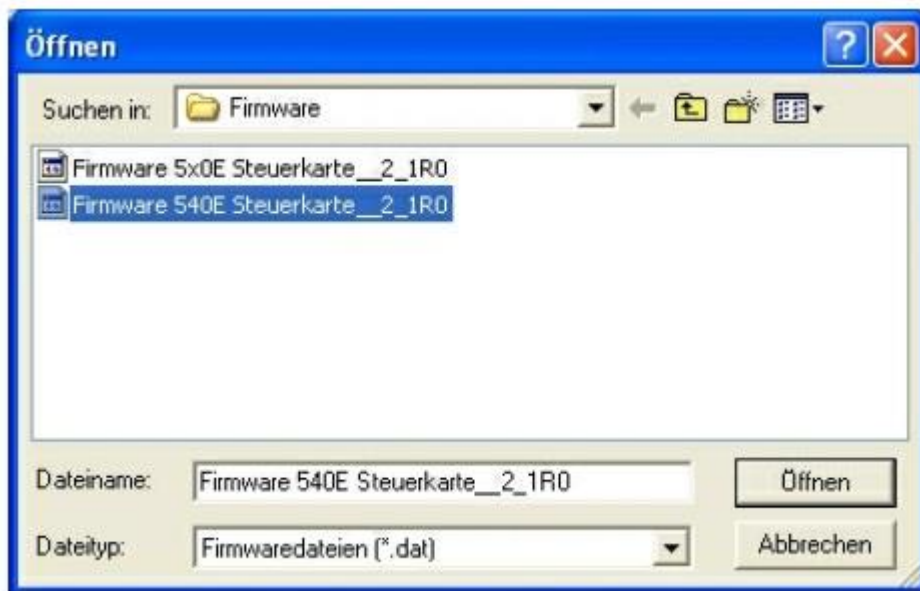 Öffnen
Suchen in: Firmware
Firmware 5x0E Steuerkarte__2_1R0
Firmware 540E Steuerkarte__2_1R0
Dateiname: Firmware 540E Steuerkarte__2_1R0 Öffnen
Dateityp: Firmwaredateien (*.dat) Abbrechen